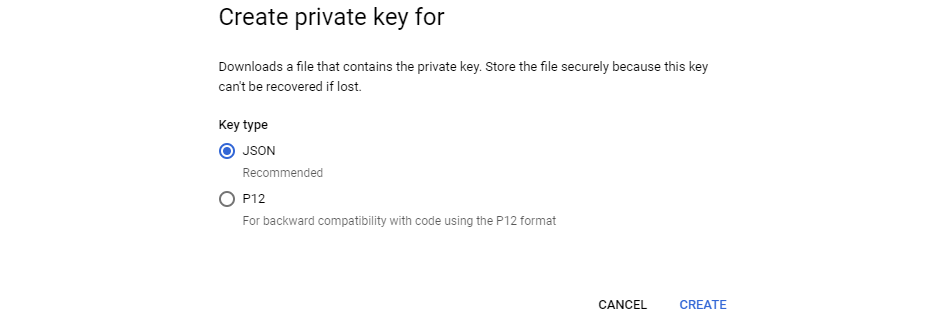 Create private key for
Downloads a file that contains the private key. Store the file securely because this key
can't be recovered if lost.
Key type
JSON
Recommended
P12
For backward compatibility with code using the P12 format
CANCEL CREATE